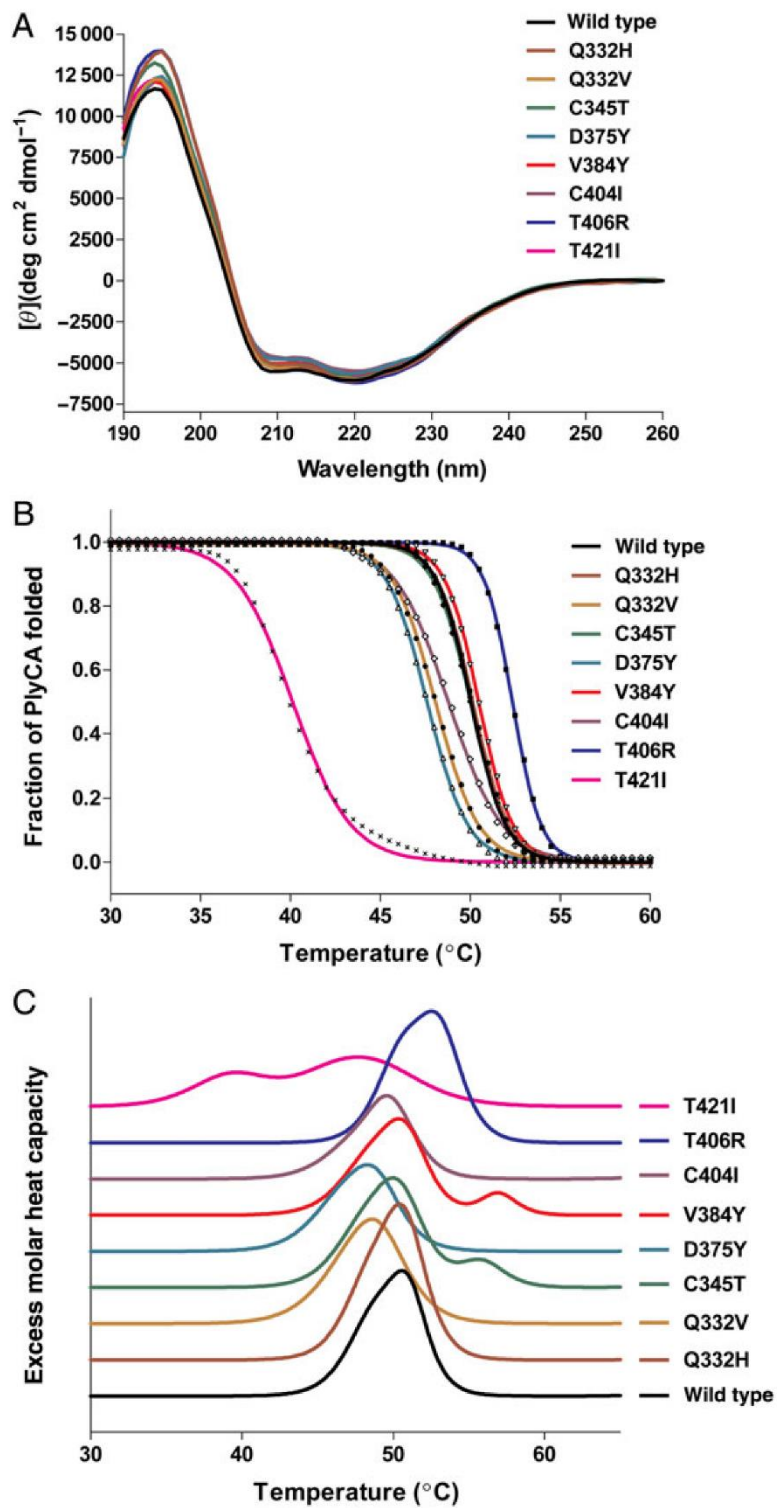 A
15 000
12 500
10 000
7500
5000
2500
0
−2500
−5000
−7500
[θ](deg cm² dmol⁻¹)
190 200 210 220 230 240 250 260
Wavelength (nm)
Wild type
Q332H
Q332V
C345T
D375Y
V384Y
C404I
T406R
T421I
B
1.0
0.8
0.6
0.4
0.2
0.0
Fraction of PlyCA folded
30 35 40 45 50 55 60
Temperature (°C)
Wild type
Q332H
Q332V
C345T
D375Y
V384Y
C404I
T406R
T421I
C
Excess molar heat capacity
T421I
T406R
C404I
V384Y
D375Y
C345T
Q332V
Q332H
Wild type
30 40 50 60
Temperature (°C)